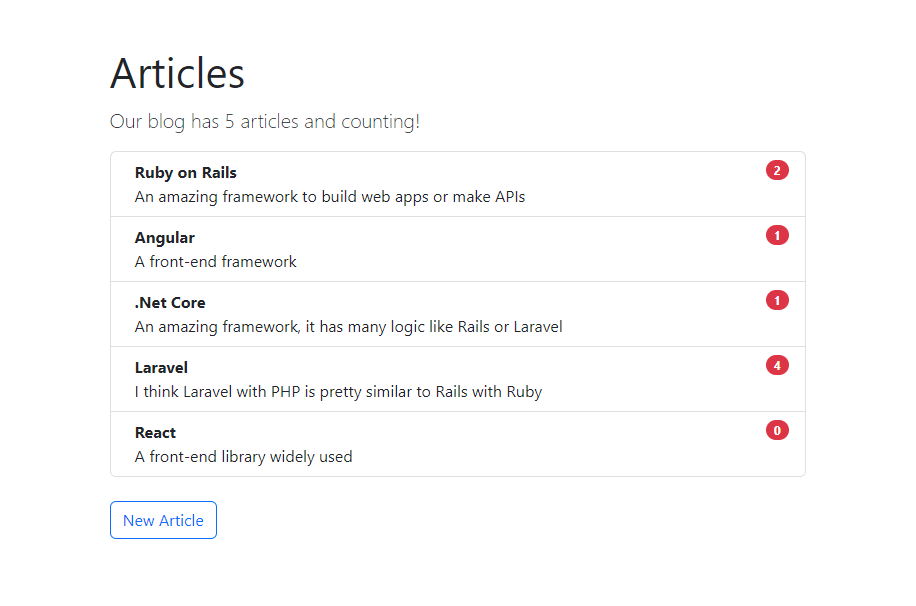 Articles
Our blog has 5 articles and counting!
Ruby on Rails 2
An amazing framework to build web apps or make APIs
Angular 1
A front-end framework
.Net Core 1
An amazing framework, it has many logic like Rails or Laravel
Laravel 4
I think Laravel with PHP is pretty similar to Rails with Ruby
React 0
A front-end library widely used
New Article